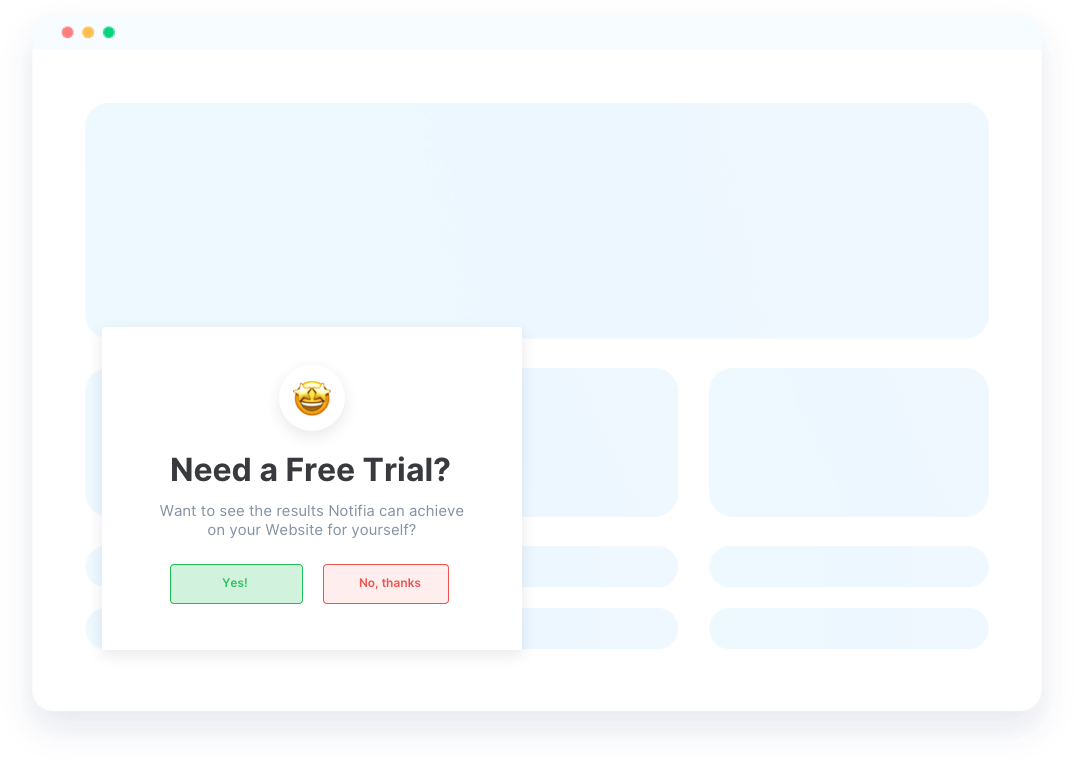 Need a Free Trial?
Want to see the results Notifia can achieve
on your Website for yourself?
Yes!
No, thanks